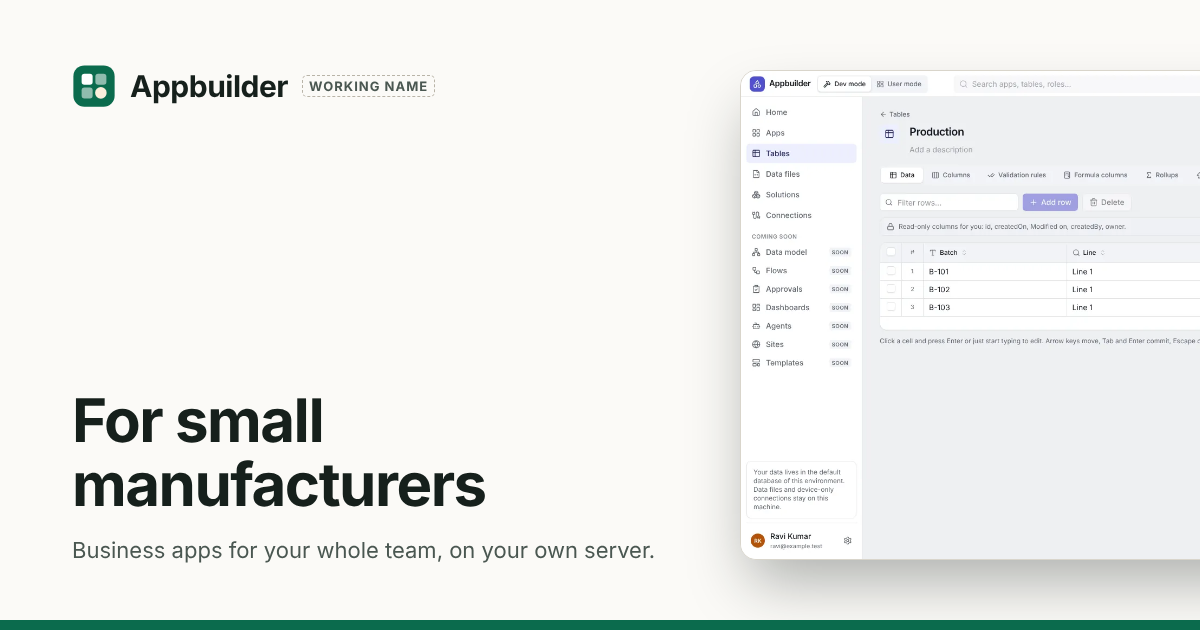 Appbuilder
WORKING NAME
For small
manufacturers
Business apps for your whole team, on your own server.
Appbuilder
Dev mode
User mode
Search apps, tables, roles...
Home
Apps
Tables
Data files
Solutions
Connections
COMING SOON
Data model SOON
Flows SOON
Approvals SOON
Dashboards SOON
Agents SOON
Sites SOON
Templates SOON
Your data lives in the default
database of this environment.
Data files and device-only
connections stay on this
machine.
RK
Ravi Kumar
ravi@example.test
← Tables
Production
Add a description
Data
Columns
Validation rules
Formula columns
Σ Rollups
Filter rows...
+ Add row
Delete
Read-only columns for you: id, createdOn, Modified on, createdBy, owner.
# Batch Line
1 B-101 Line 1
2 B-102 Line 1
3 B-103 Line 1
Click a cell and press Enter or just start typing to edit. Arrow keys move, Tab and Enter commit, Escape